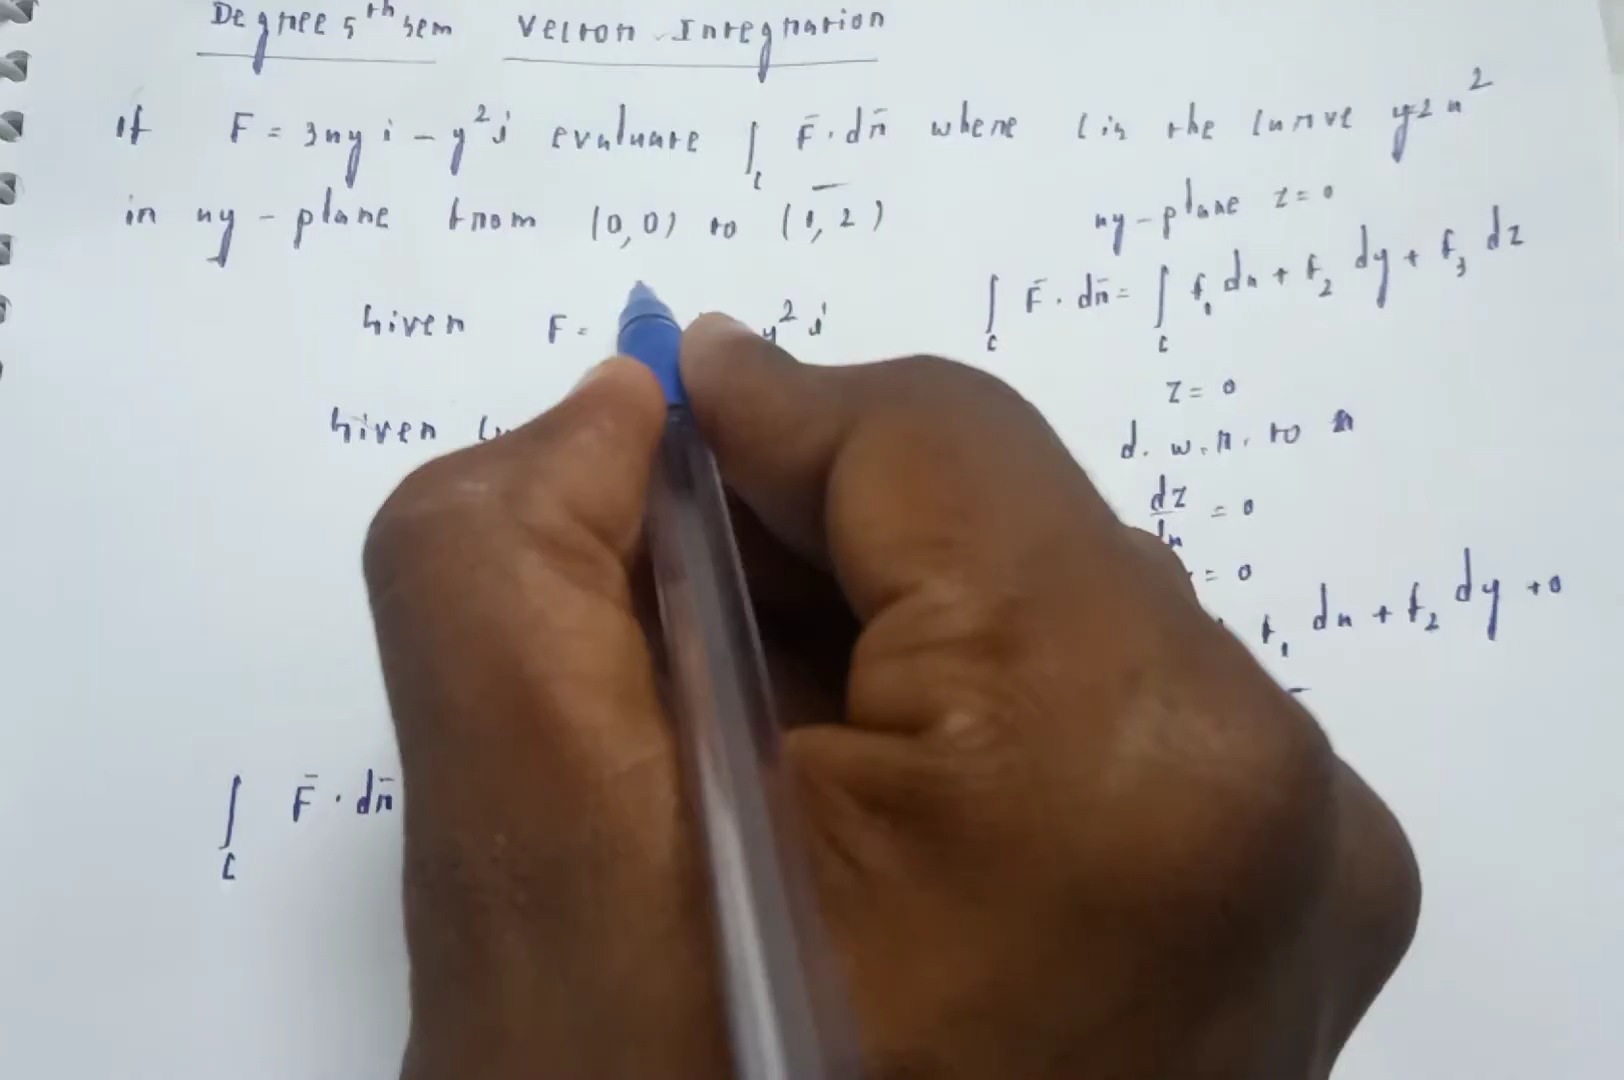 Degree 5th sem Vector Integration
If F = 3xy i - y² j evaluate ∫C F̄ · dr̄ where C is the curve y=2x²
in xy-plane from (0,0) to (1,2)
xy-plane z=0
Given F = y² j
∫C F̄ · dr̄ = ∫C f₁ dx + f₂ dy + f₃ dz
z = 0
Given
d. w. r. to x
dz/dx = 0
= 0
f₁ dx + f₂ dy + 0
∫C F̄ · dr̄